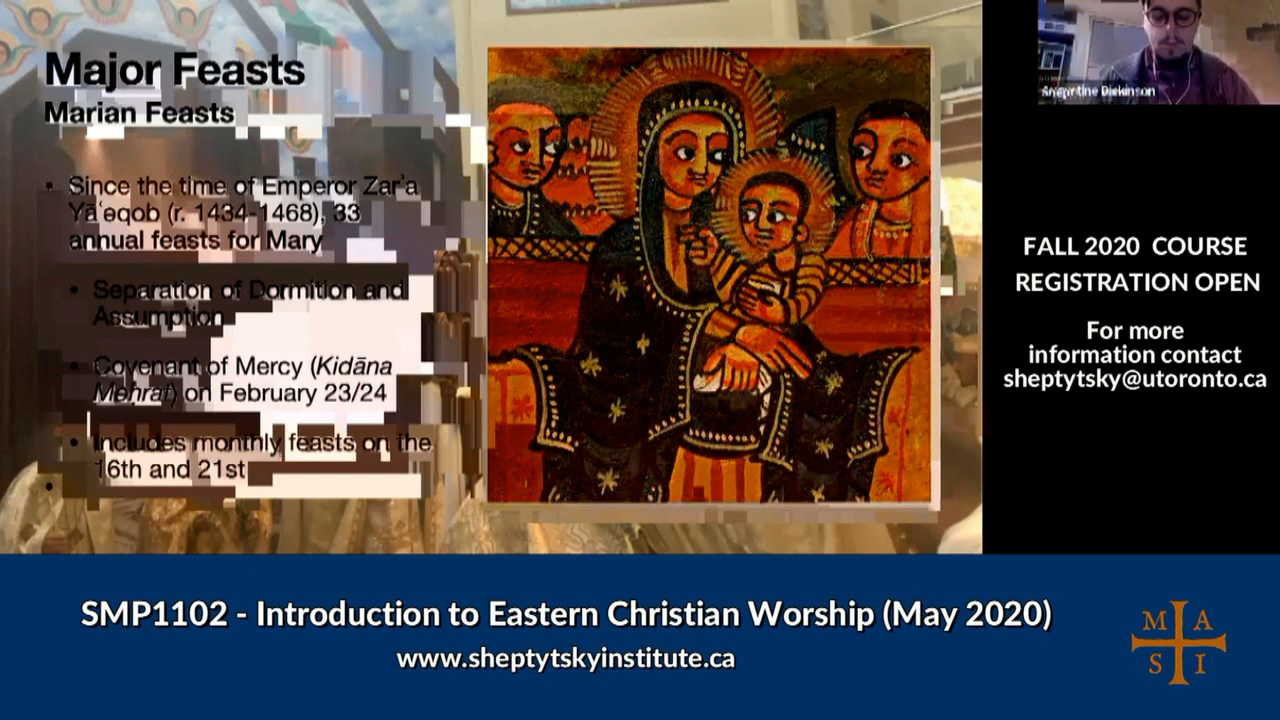 Major Feasts
Marian Feasts
• Since the time of Emperor Zar'a
Yāʿeqob (r. 1434-1468), 33
annual feasts for Mary
• Separation of Dormition and
Assumption
• Covenant of Mercy (Kidāna
Mehrat) on February 23/24
• Includes monthly feasts on the
16th and 21st
•
Dickinson
FALL 2020 COURSE
REGISTRATION OPEN
For more
information contact
sheptytsky@utoronto.ca
SMP1102 - Introduction to Eastern Christian Worship (May 2020)
www.sheptytskyinstitute.ca
M A
S I